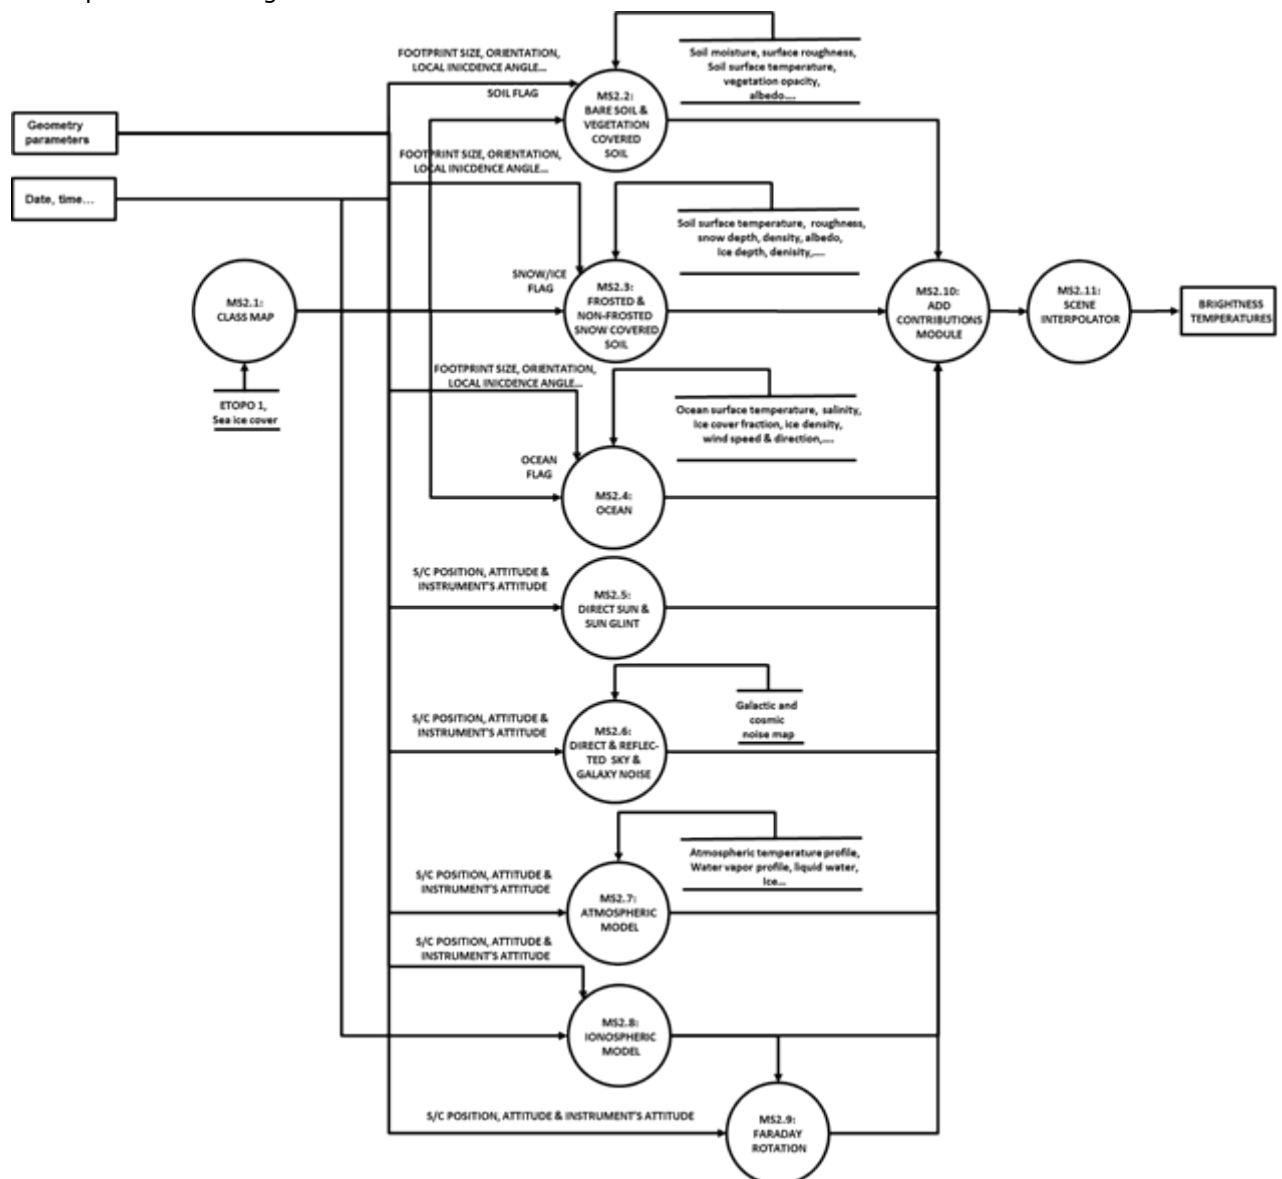 FOOTPRINT SIZE, ORIENTATION,
LOCAL INICDENCE ANGLE...
SOIL FLAG
Soil moisture, surface roughness,
Soil surface temperature,
vegetation opacity,
albedo....
MS2.2:
BARE SOIL &
VEGETATION
COVERED
SOIL
Geometry
parameters
Date, time...
FOOTPRINT SIZE, ORIENTATION,
LOCAL INICDENCE ANGLE...
Soil surface temperature, roughness,
snow depth, density, albedo,
Ice depth, denisity,....
SNOW/ICE
FLAG
MS2.1:
CLASS MAP
MS2.3:
FROSTED &
NON-FROSTED
SNOW COVERED
SOIL
MS2.10:
ADD
CONTRIBUTIONS
MODULE
MS2.11:
SCENE
INTERPOLATOR
BRIGHTNESS
TEMPERATURES
ETOPO 1,
Sea ice cover
FOOTPRINT SIZE, ORIENTATION,
LOCAL INICDENCE ANGLE...
Ocean surface temperature, salinity,
Ice cover fraction, ice density,
wind speed & direction,....
OCEAN
FLAG
MS2.4:
OCEAN
S/C POSITION, ATTITUDE &
INSTRUMENT'S ATTITUDE
MS2.5:
DIRECT SUN &
SUN GLINT
S/C POSITION, ATTITUDE &
INSTRUMENT'S ATTITUDE
MS2.6:
DIRECT & REFLEC-
TED SKY &
GALAXY NOISE
Galactic and
cosmic
noise map
S/C POSITION, ATTITUDE &
INSTRUMENT'S ATTITUDE
MS2.7:
ATMOSPHERIC
MODEL
Atmospheric temperature profile,
Water vapor profile, liquid water,
Ice...
S/C POSITION, ATTITUDE &
INSTRUMENT'S ATTITUDE
MS2.8:
IONOSPHERIC
MODEL
S/C POSITION, ATTITUDE & INSTRUMENT'S ATTITUDE
MS2.9:
FARADAY
ROTATION